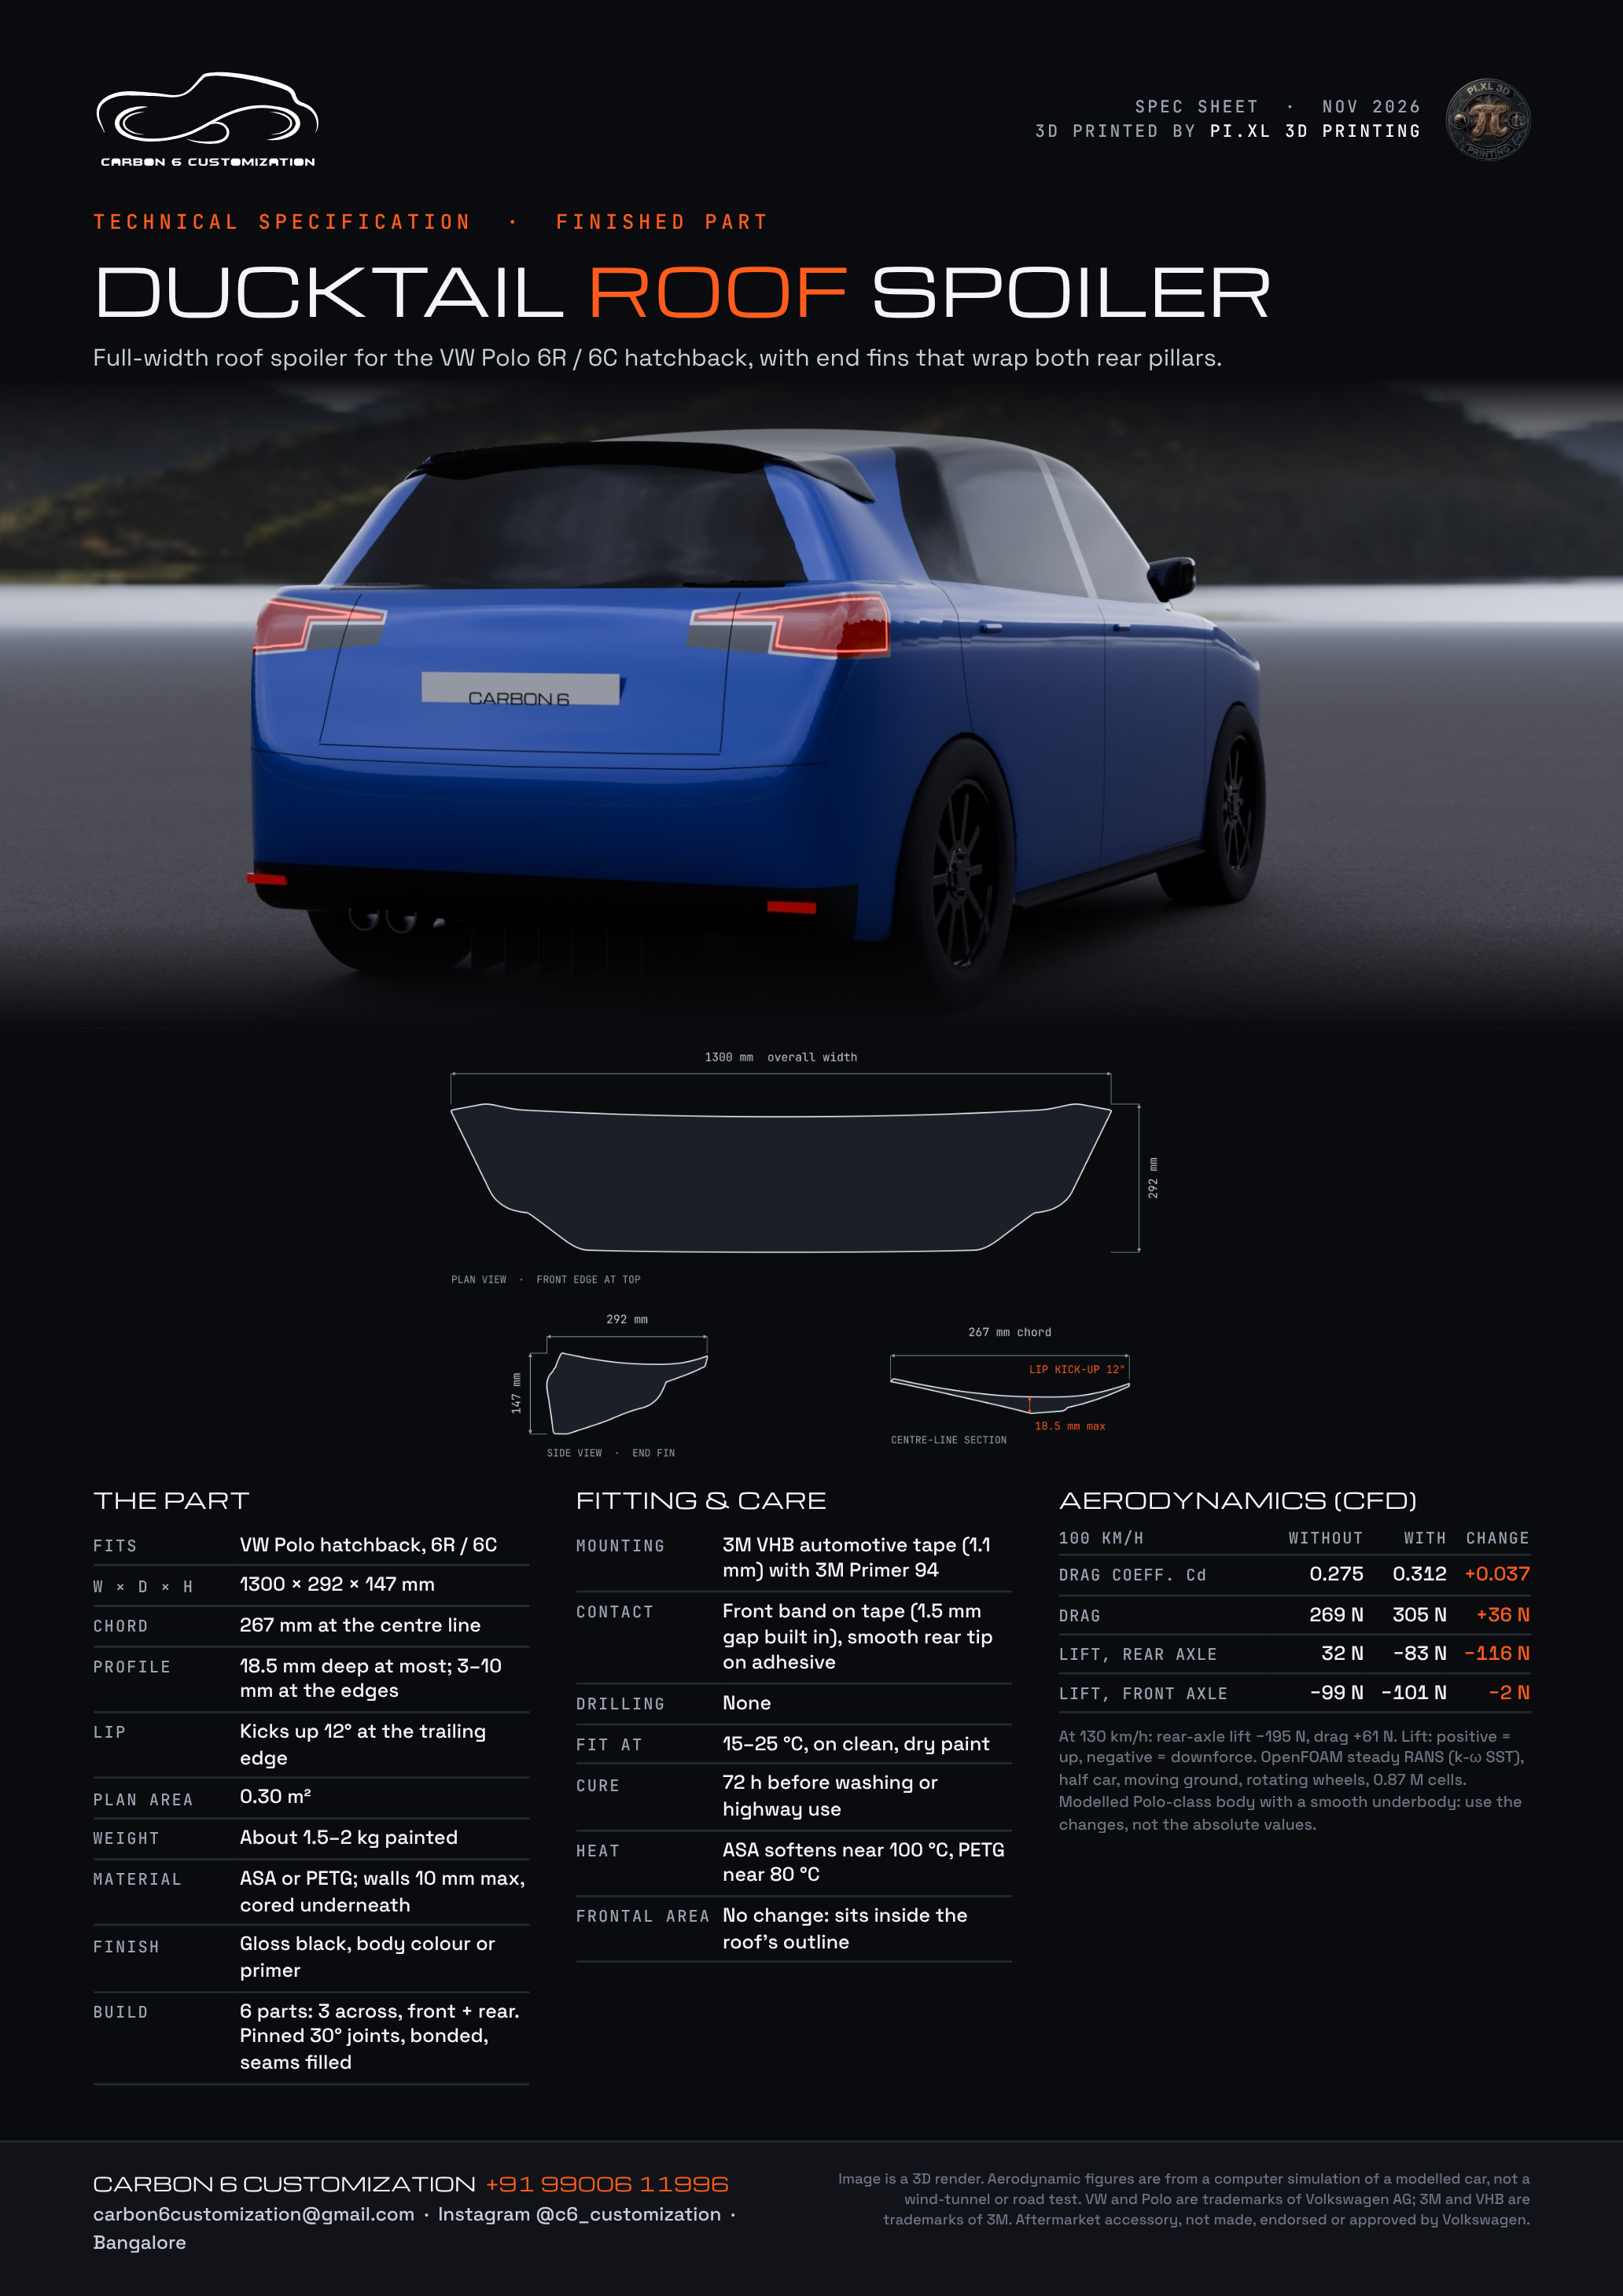 CARBON 6 CUSTOMIZATION
SPEC SHEET · NOV 2026
3D PRINTED BY PI.XL 3D PRINTING
PI.XL 3D
PRINTING
TECHNICAL SPECIFICATION · FINISHED PART
DUCKTAIL ROOF SPOILER
Full-width roof spoiler for the VW Polo 6R / 6C hatchback, with end fins that wrap both rear pillars.
CARBON 6
1300 mm overall width
292 mm
PLAN VIEW · FRONT EDGE AT TOP
292 mm
147 mm
SIDE VIEW · END FIN
267 mm chord
LIP KICK-UP 12°
18.5 mm max
CENTRE-LINE SECTION
THE PART
FITS VW Polo hatchback, 6R / 6C
W × D × H 1300 × 292 × 147 mm
CHORD 267 mm at the centre line
PROFILE 18.5 mm deep at most; 3–10
mm at the edges
LIP Kicks up 12° at the trailing
edge
PLAN AREA 0.30 m²
WEIGHT About 1.5–2 kg painted
MATERIAL ASA or PETG; walls 10 mm max,
cored underneath
FINISH Gloss black, body colour or
primer
BUILD 6 parts: 3 across, front + rear.
Pinned 30° joints, bonded,
seams filled
FITTING & CARE
MOUNTING 3M VHB automotive tape (1.1
mm) with 3M Primer 94
CONTACT Front band on tape (1.5 mm
gap built in), smooth rear tip
on adhesive
DRILLING None
FIT AT 15–25 °C, on clean, dry paint
CURE 72 h before washing or
highway use
HEAT ASA softens near 100 °C, PETG
near 80 °C
FRONTAL AREA No change: sits inside the
roof's outline
AERODYNAMICS (CFD)
100 KM/H WITHOUT WITH CHANGE
DRAG COEFF. Cd 0.275 0.312 +0.037
DRAG 269 N 305 N +36 N
LIFT, REAR AXLE 32 N −83 N −116 N
LIFT, FRONT AXLE −99 N −101 N −2 N
At 130 km/h: rear-axle lift −195 N, drag +61 N. Lift: positive =
up, negative = downforce. OpenFOAM steady RANS (k-ω SST),
half car, moving ground, rotating wheels, 0.87 M cells.
Modelled Polo-class body with a smooth underbody: use the
changes, not the absolute values.
CARBON 6 CUSTOMIZATION +91 99006 11996
carbon6customization@gmail.com · Instagram @c6_customization ·
Bangalore
Image is a 3D render. Aerodynamic figures are from a computer simulation of a modelled car, not a
wind-tunnel or road test. VW and Polo are trademarks of Volkswagen AG; 3M and VHB are
trademarks of 3M. Aftermarket accessory, not made, endorsed or approved by Volkswagen.